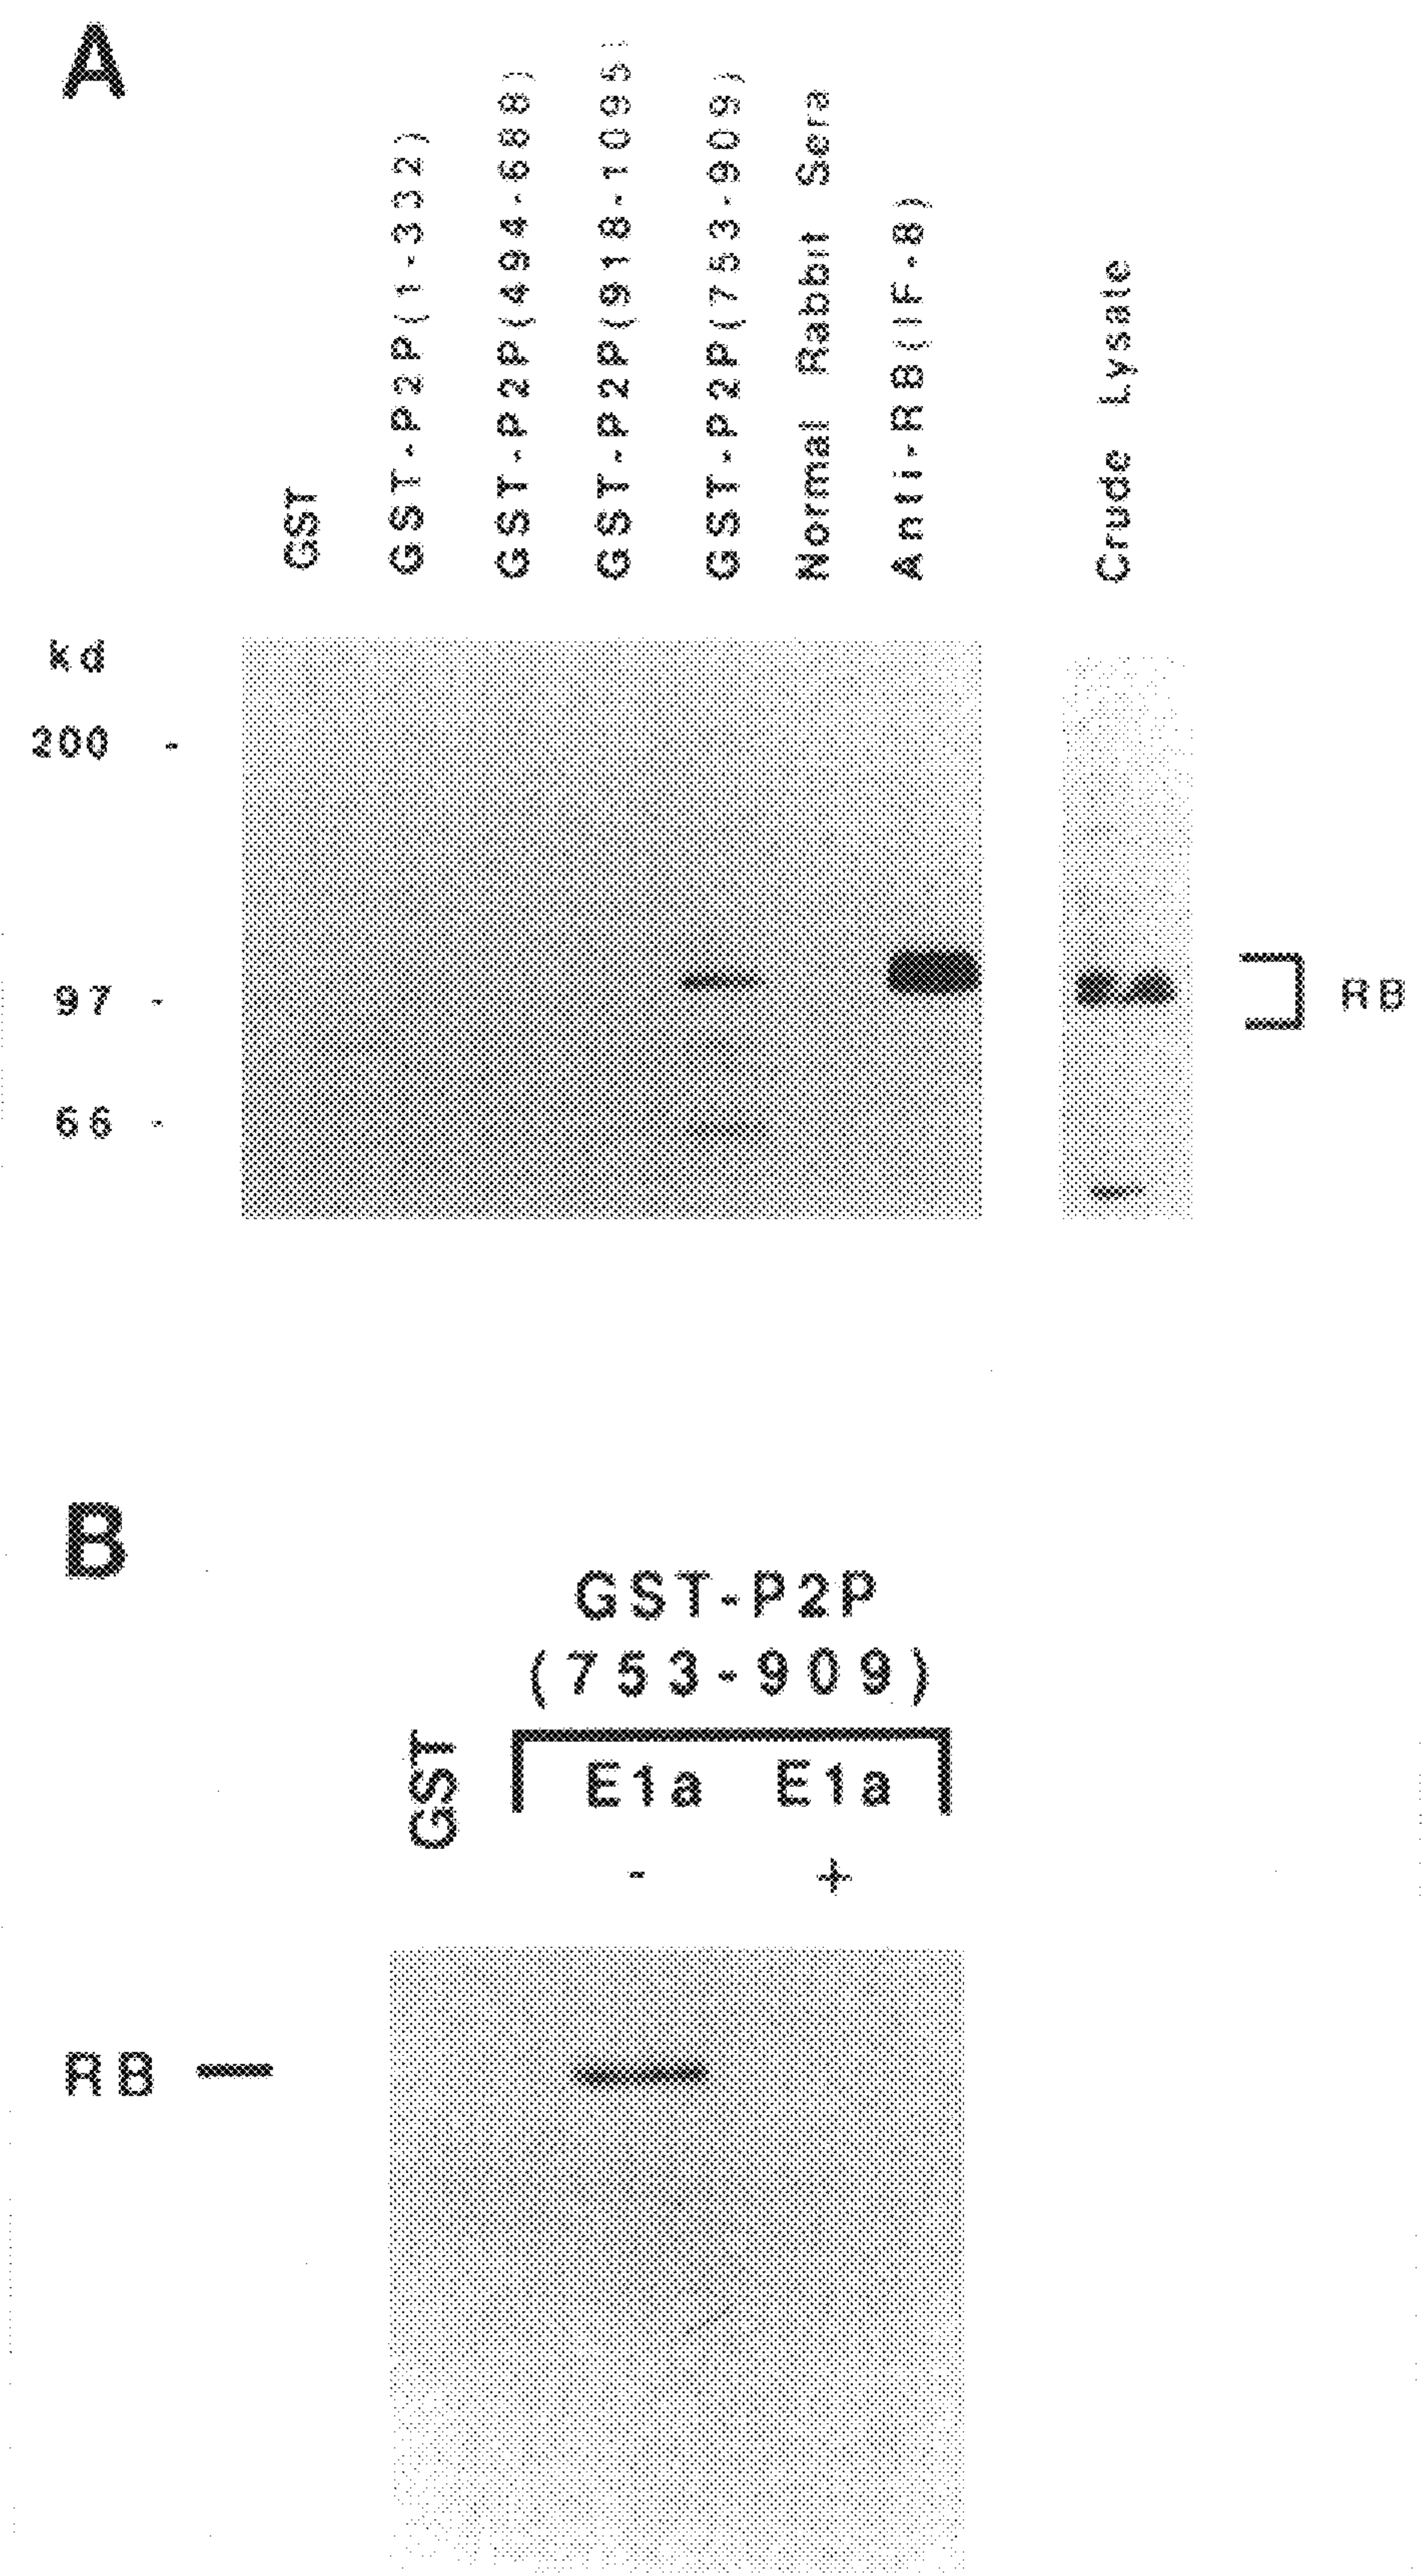 A
GST
GST-P2P(1-332)
GST-P2P(494-688)
GST-P2P(918-1095)
GST-P2P(753-909)
Normal Rabbit Sera
Anti-RB(IF-8)
Crude Lysate
kd
200 -
97 -
66 -
RB
B
GST-P2P
(753-909)
GST
E1a E1a
- +
RB